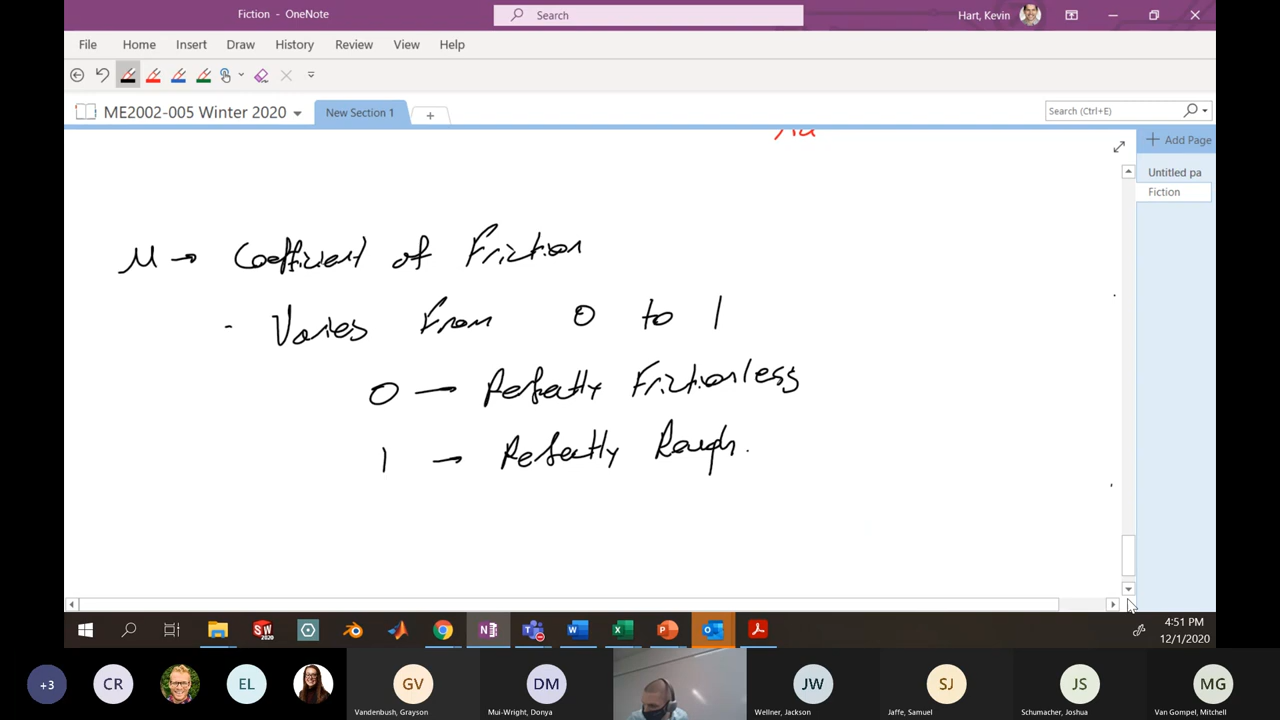 Fiction - OneNote
Search
Hart, Kevin
File Home Insert Draw History Review View Help
ME2002-005 Winter 2020
New Section 1
+
Search (Ctrl+E)
Add Page
Untitled pa
Fiction
μ → Coefficient of Friction
- Varies From 0 to 1
0 — Perfectly Frictionless
1 → Perfectly Rough.
4:51 PM
12/1/2020
SW
2020
+3
CR
EL
GV
Vandenbush, Grayson
DM
Mui-Wright, Donya
JW
Wellner, Jackson
SJ
Jaffe, Samuel
JS
Schumacher, Joshua
MG
Van Gompel, Mitchell